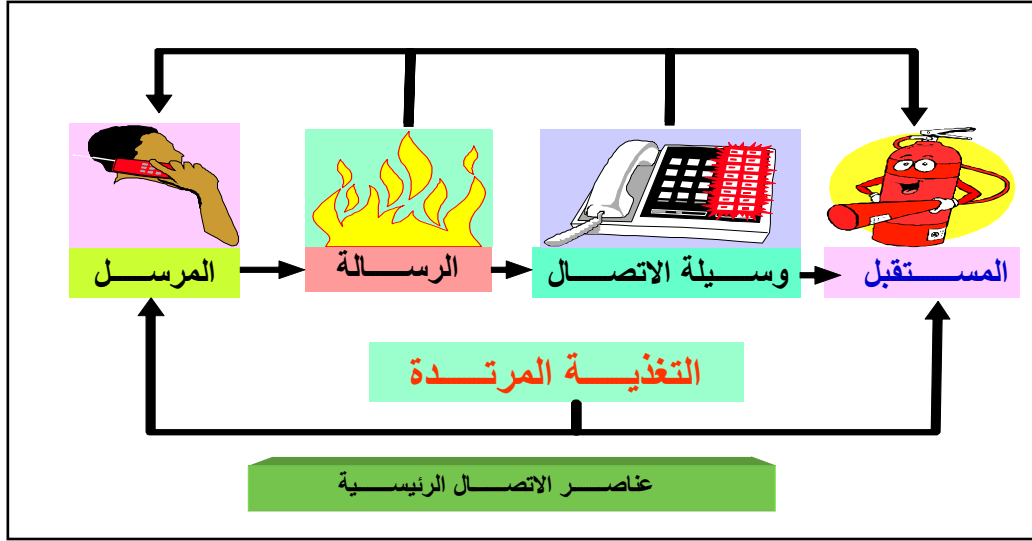 المرسل
الرسالة
وسيلة الاتصال
المستقبل
التغذية المرتدة
عناصر الاتصال الرئيسية